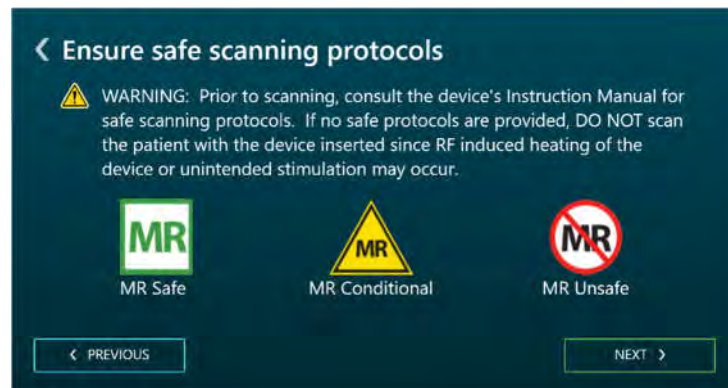 Ensure safe scanning protocols
WARNING: Prior to scanning, consult the device's Instruction Manual for
safe scanning protocols. If no safe protocols are provided, DO NOT scan
the patient with the device inserted since RF induced heating of the
device or unintended stimulation may occur.
MR
MR
MR
MR Safe
MR Conditional
MR Unsafe
PREVIOUS
NEXT